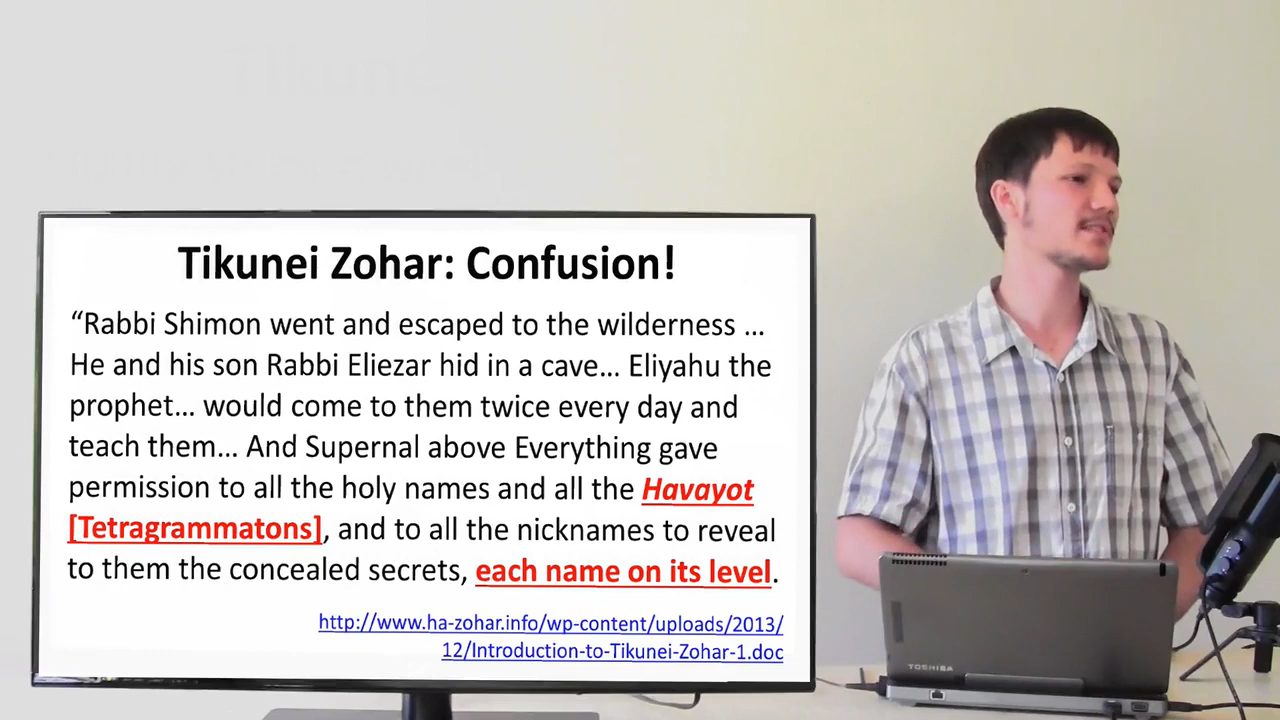 Tikunei Zohar: Confusion!
“Rabbi Shimon went and escaped to the wilderness ...
He and his son Rabbi Eliezar hid in a cave... Eliyahu the
prophet... would come to them twice every day and
teach them... And Supernal above Everything gave
permission to all the holy names and all the Havayot
[Tetragrammatons], and to all the nicknames to reveal
to them the concealed secrets, each name on its level.
http://www.ha-zohar.info/wp-content/uploads/2013/
12/Introduction-to-Tikunei-Zohar-1.doc
TOSHIBA